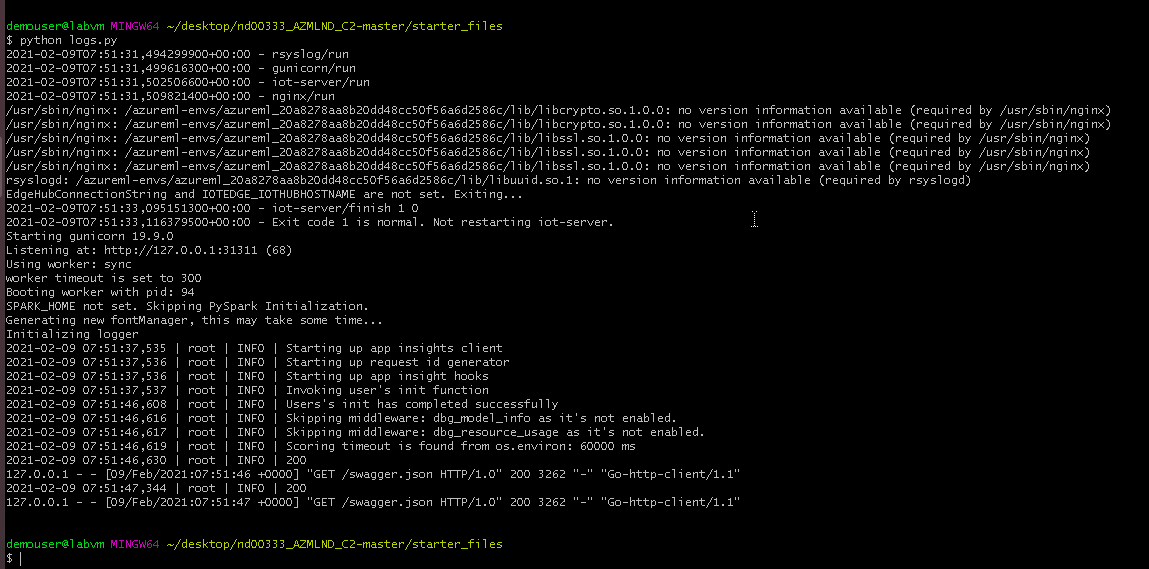 demouser@labvm MINGW64 ~/desktop/nd00333_AZMLND_C2-master/starter_files
$ python logs.py
2021-02-09T07:51:31,494299900+00:00 - rsyslog/run
2021-02-09T07:51:31,499616300+00:00 - gunicorn/run
2021-02-09T07:51:31,502506600+00:00 - iot-server/run
2021-02-09T07:51:31,509821400+00:00 - nginx/run
/usr/sbin/nginx: /azureml-envs/azureml_20a8278aa8b20dd48cc50f56a6d2586c/lib/libcrypto.so.1.0.0: no version information available (required by /usr/sbin/nginx)
/usr/sbin/nginx: /azureml-envs/azureml_20a8278aa8b20dd48cc50f56a6d2586c/lib/libcrypto.so.1.0.0: no version information available (required by /usr/sbin/nginx)
/usr/sbin/nginx: /azureml-envs/azureml_20a8278aa8b20dd48cc50f56a6d2586c/lib/libssl.so.1.0.0: no version information available (required by /usr/sbin/nginx)
/usr/sbin/nginx: /azureml-envs/azureml_20a8278aa8b20dd48cc50f56a6d2586c/lib/libssl.so.1.0.0: no version information available (required by /usr/sbin/nginx)
/usr/sbin/nginx: /azureml-envs/azureml_20a8278aa8b20dd48cc50f56a6d2586c/lib/libssl.so.1.0.0: no version information available (required by /usr/sbin/nginx)
rsyslogd: /azureml-envs/azureml_20a8278aa8b20dd48cc50f56a6d2586c/lib/libuuid.so.1: no version information available (required by rsyslogd)
EdgeHubConnectionString and IOTEDGE_IOTHUBHOSTNAME are not set. Exiting...
2021-02-09T07:51:33,095151300+00:00 - iot-server/finish 1 0
2021-02-09T07:51:33,116379500+00:00 - Exit code 1 is normal. Not restarting iot-server.
Starting gunicorn 19.9.0
Listening at: http://127.0.0.1:31311 (68)
Using worker: sync
worker timeout is set to 300
Booting worker with pid: 94
SPARK_HOME not set. Skipping PySpark Initialization.
Generating new fontManager, this may take some time...
Initializing logger
2021-02-09 07:51:37,535 | root | INFO | Starting up app insights client
2021-02-09 07:51:37,536 | root | INFO | Starting up request id generator
2021-02-09 07:51:37,536 | root | INFO | Starting up app insight hooks
2021-02-09 07:51:37,537 | root | INFO | Invoking user's init function
2021-02-09 07:51:46,608 | root | INFO | Users's init has completed successfully
2021-02-09 07:51:46,616 | root | INFO | Skipping middleware: dbg_model_info as it's not enabled.
2021-02-09 07:51:46,617 | root | INFO | Skipping middleware: dbg_resource_usage as it's not enabled.
2021-02-09 07:51:46,619 | root | INFO | Scoring timeout is found from os.environ: 60000 ms
2021-02-09 07:51:46,630 | root | INFO | 200
127.0.0.1 - - [09/Feb/2021:07:51:46 +0000] "GET /swagger.json HTTP/1.0" 200 3262 "-" "Go-http-client/1.1"
2021-02-09 07:51:47,344 | root | INFO | 200
127.0.0.1 - - [09/Feb/2021:07:51:47 +0000] "GET /swagger.json HTTP/1.0" 200 3262 "-" "Go-http-client/1.1"
demouser@labvm MINGW64 ~/desktop/nd00333_AZMLND_C2-master/starter_files
$